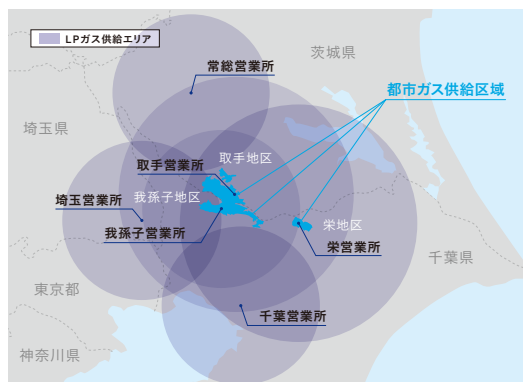 LPガス供給エリア
茨城県
常総営業所
都市ガス供給区域
埼玉県
取手地区
取手営業所
我孫子地区
埼玉営業所
栄地区
我孫子営業所
栄営業所
千葉県
東京都
千葉営業所
神奈川県